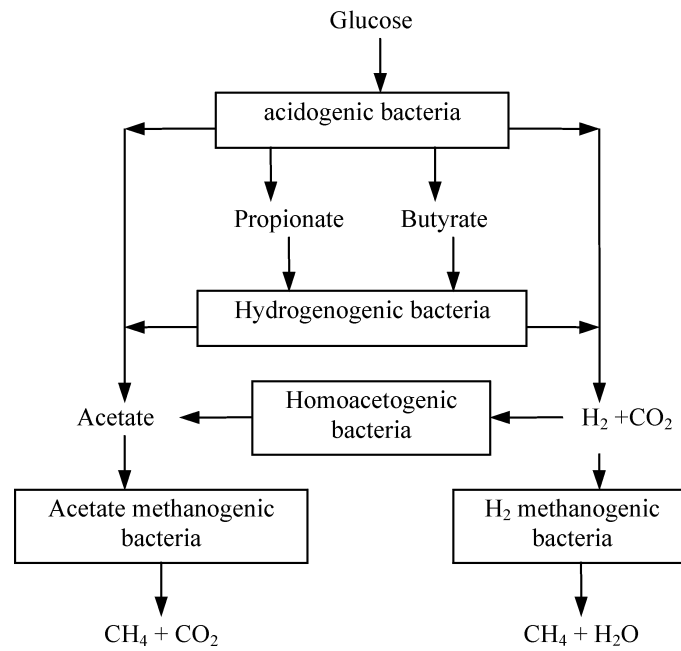 Glucose
acidogenic bacteria
Propionate
Butyrate
Hydrogenogenic bacteria
Acetate
Homoacetogenic
bacteria
H₂ +CO₂
Acetate methanogenic
bacteria
H₂ methanogenic
bacteria
CH₄ + CO₂
CH₄ + H₂O